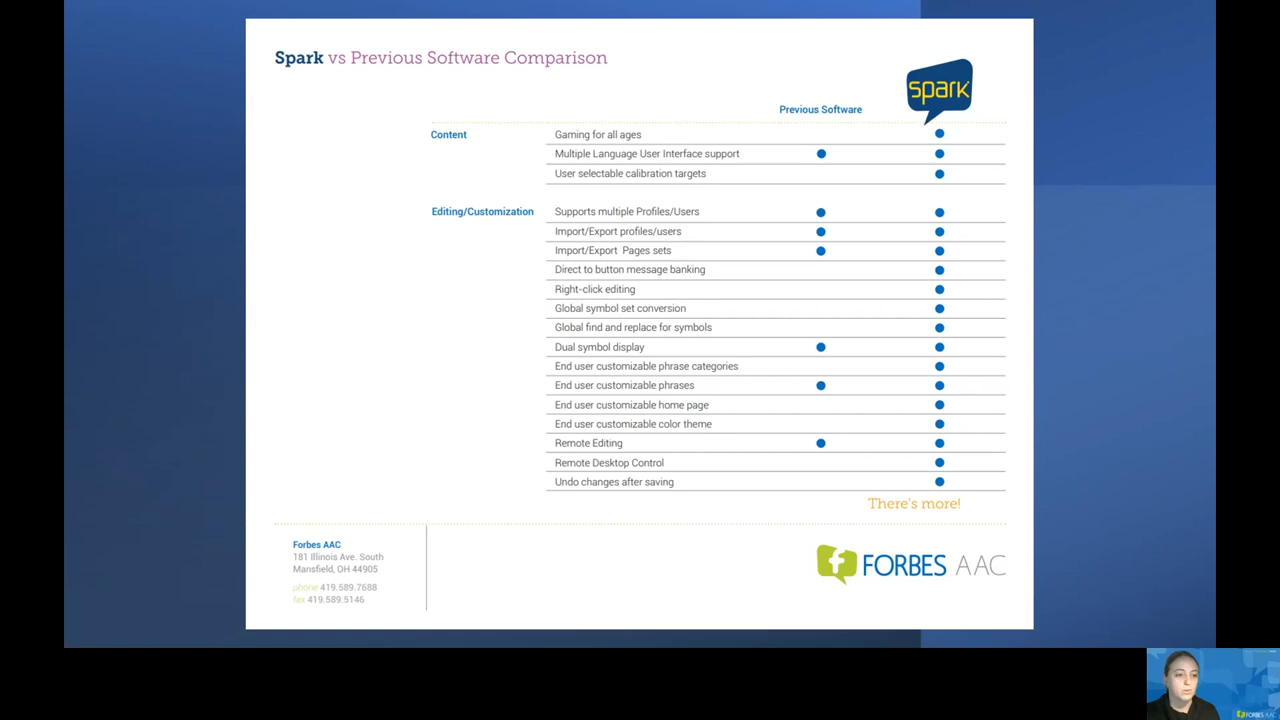 Spark vs Previous Software Comparison
spark
Previous Software
Content
Gaming for all ages
Multiple Language User Interface support
User selectable calibration targets
Editing/Customization
Supports multiple Profiles/Users
Import/Export profiles/users
Import/Export Pages sets
Direct to button message banking
Right-click editing
Global symbol set conversion
Global find and replace for symbols
Dual symbol display
End user customizable phrase categories
End user customizable phrases
End user customizable home page
End user customizable color theme
Remote Editing
Remote Desktop Control
Undo changes after saving
There's more!
Forbes AAC
181 Illinois Ave. South
Mansfield, OH 44905
phone 419.589.7688
fax 419.589.5146
f FORBES AAC
FORBES AAC